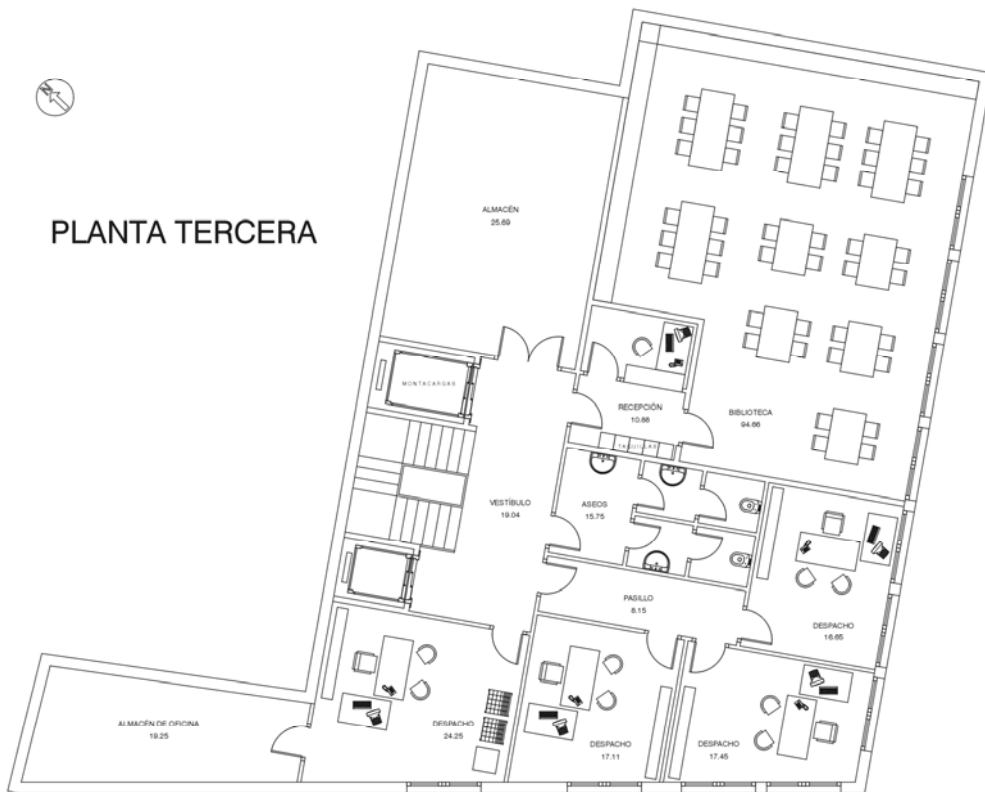 N
PLANTA TERCERA
ALMACÉN
25.69
MONTACARGAS
RECEPCIÓN
10.66
TAQUILLAS
BIBLIOTECA
94.66
VESTÍBULO
19.04
ASEOS
15.75
PASILLO
8.15
DESPACHO
16.65
ALMACÉN DE OFICINA
19.25
DESPACHO
24.25
DESPACHO
17.11
DESPACHO
17.45